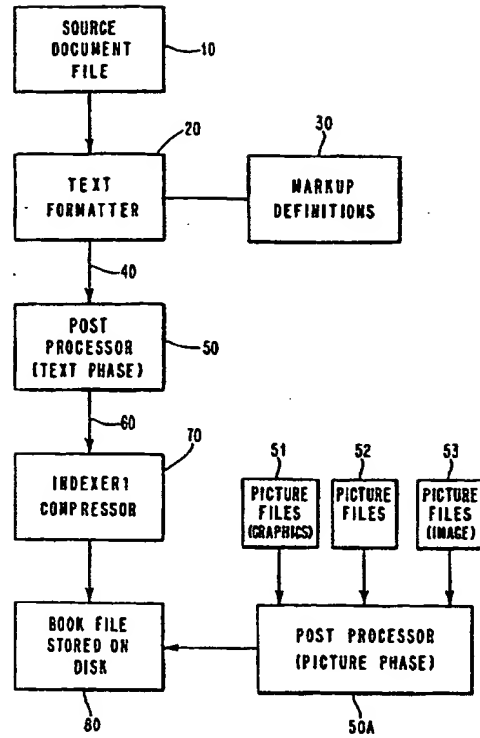 SOURCE
DOCUMENT
FILE
10
20
TEXT
FORMATTER
30
MARKUP
DEFINITIONS
40
POST
PROCESSOR
(TEXT PHASE)
50
60
70
INDEXER1
COMPRESSOR
51
PICTURE
FILES
(GRAPHICS)
52
PICTURE
FILES
53
PICTURE
FILES
(IMAGE)
BOOK FILE
STORED ON
DISK
80
POST PROCESSOR
(PICTURE PHASE)
50A